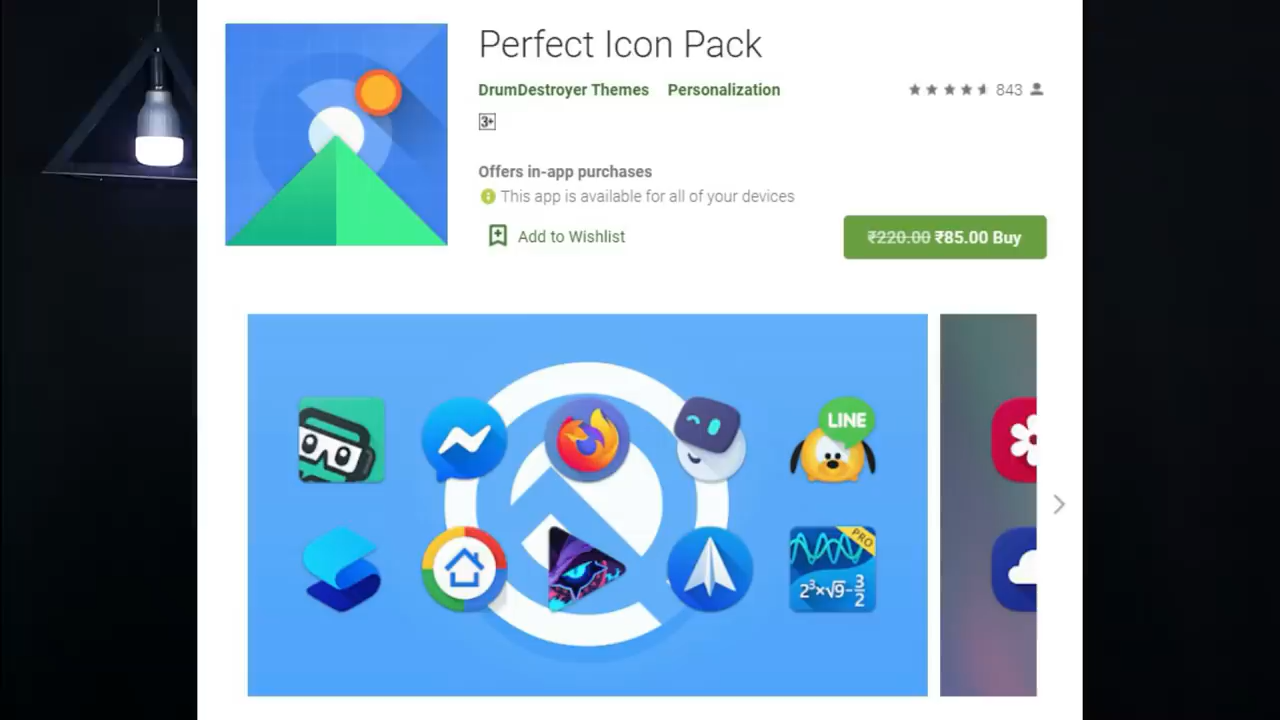 Perfect Icon Pack
DrumDestroyer Themes Personalization 843
3+
Offers in-app purchases
This app is available for all of your devices
Add to Wishlist
₹220.00 ₹85.00 Buy
LINE
PRO
2³×√9-3/2